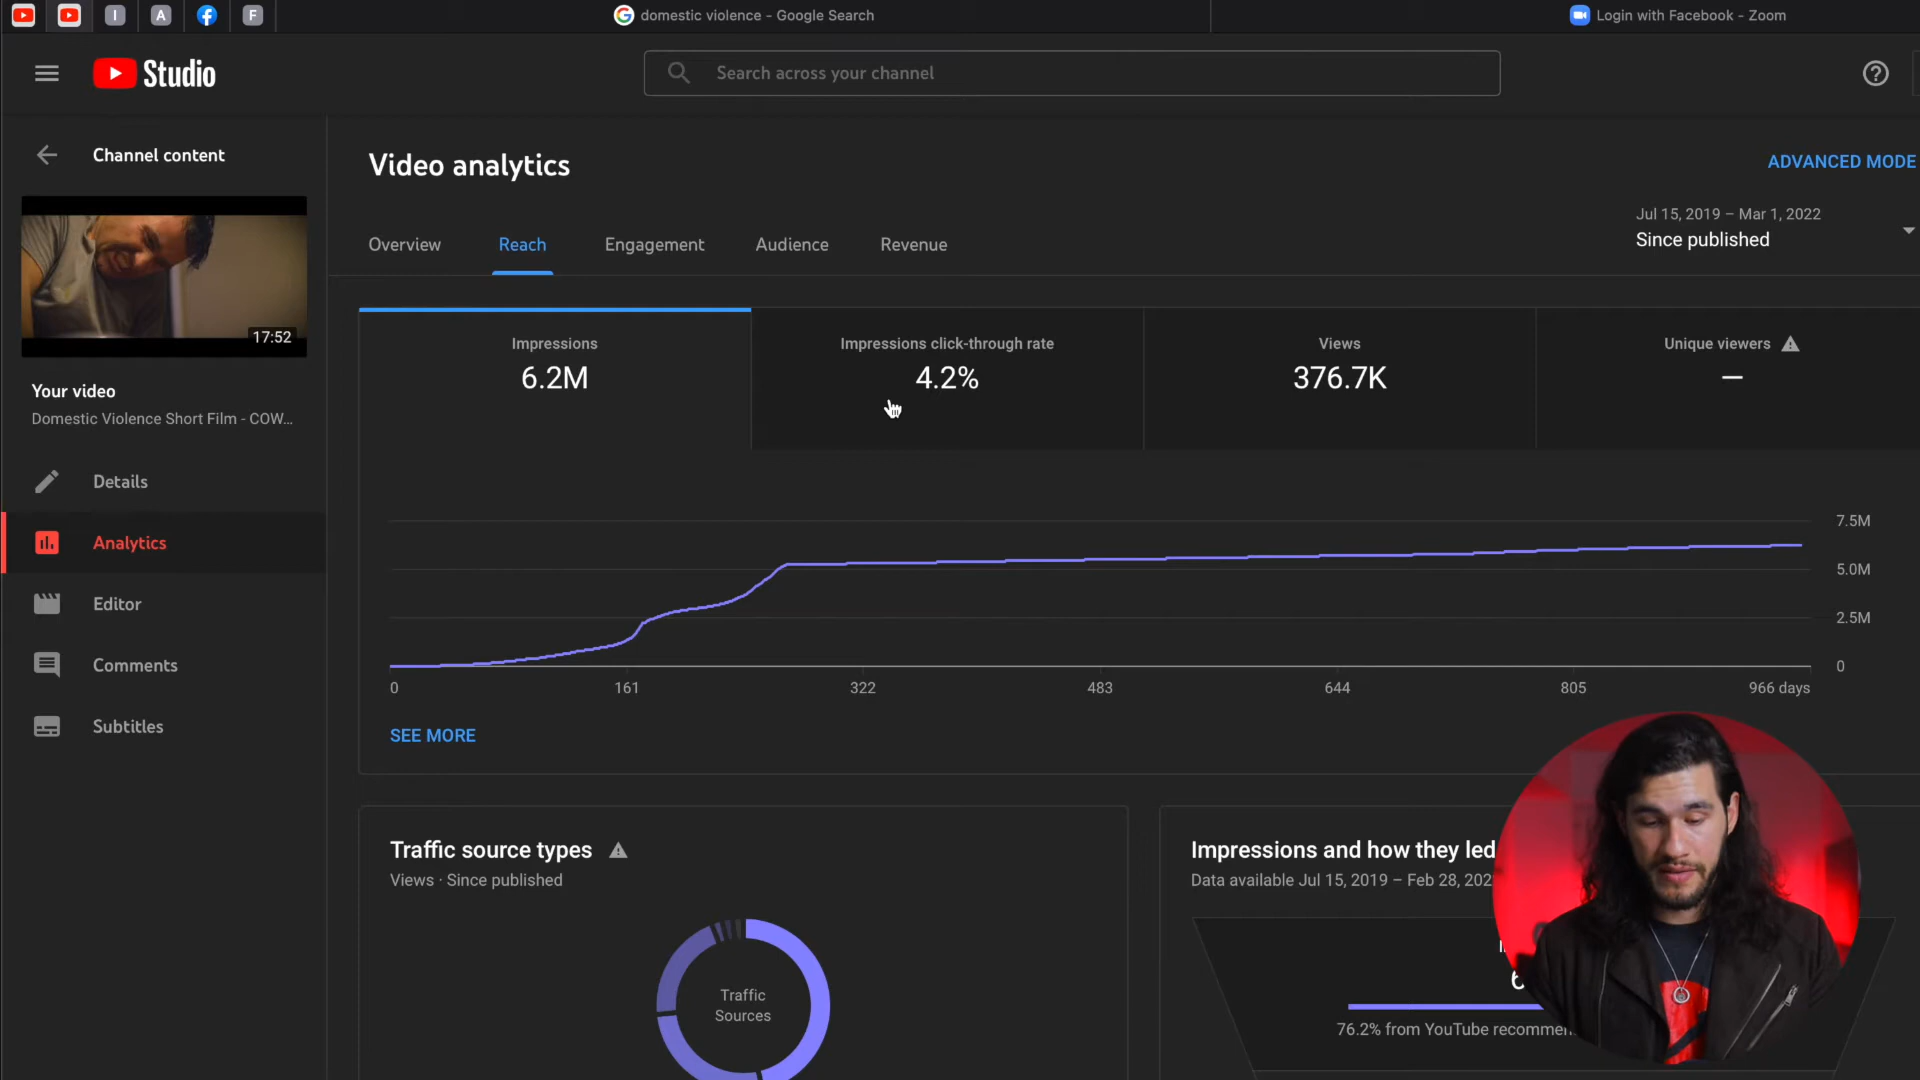 I
A
F
domestic violence - Google Search
Login with Facebook - Zoom
Studio
Search across your channel
Channel content
17:52
Your video
Domestic Violence Short Film - COW...
Details
Analytics
Editor
Comments
Subtitles
Video analytics
ADVANCED MODE
Jul 15, 2019 – Mar 1, 2022
Since published
Overview
Reach
Engagement
Audience
Revenue
Impressions
6.2M
Impressions click-through rate
4.2%
Views
376.7K
Unique viewers
—
7.5M
5.0M
2.5M
0
0
161
322
483
644
805
966 days
SEE MORE
Traffic source types
Views · Since published
Traffic
Sources
Impressions and how they led
Data available Jul 15, 2019 – Feb 28, 202
76.2% from YouTube recommen